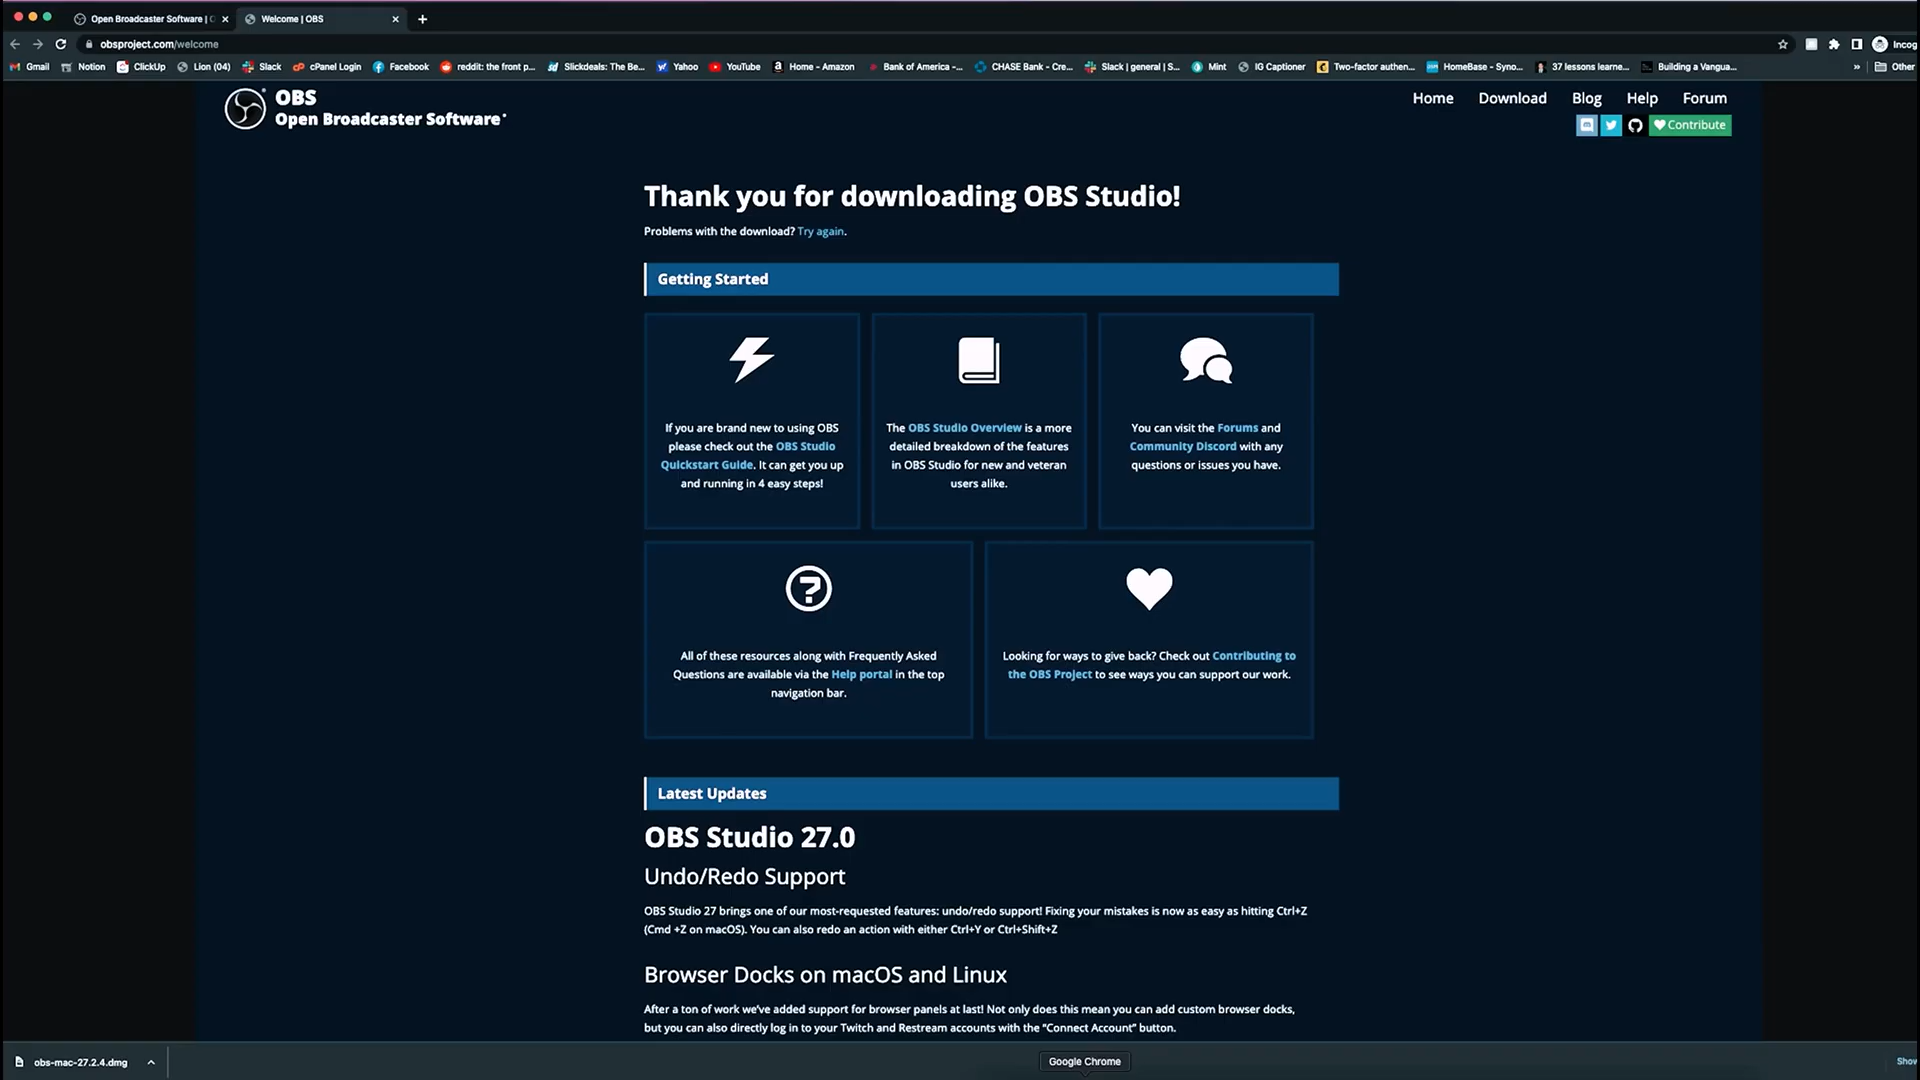 Open Broadcaster Software | O
Welcome | OBS
obsproject.com/welcome
Incog
Gmail
Notion
ClickUp
Lion (04)
Slack
cPanel Login
Facebook
reddit: the front p...
Slickdeals: The Be...
Yahoo
YouTube
Home - Amazon
Bank of America -...
CHASE Bank - Cre...
Slack | general | S...
Mint
IG Captioner
Two-factor authen...
HomeBase - Syno...
37 lessons learne...
Building a Vangua...
»
Other
OBS
Open Broadcaster Software
Home
Download
Blog
Help
Forum
Contribute
Thank you for downloading OBS Studio!
Problems with the download? Try again.
Getting Started
If you are brand new to using OBS
please check out the OBS Studio
Quickstart Guide. It can get you up
and running in 4 easy steps!
The OBS Studio Overview is a more
detailed breakdown of the features
in OBS Studio for new and veteran
users alike.
You can visit the Forums and
Community Discord with any
questions or issues you have.
All of these resources along with Frequently Asked
Questions are available via the Help portal in the top
navigation bar.
Looking for ways to give back? Check out Contributing to
the OBS Project to see ways you can support our work.
Latest Updates
OBS Studio 27.0
Undo/Redo Support
OBS Studio 27 brings one of our most-requested features: undo/redo support! Fixing your mistakes is now as easy as hitting Ctrl+Z
(Cmd +Z on macOS). You can also redo an action with either Ctrl+Y or Ctrl+Shift+Z
Browser Docks on macOS and Linux
After a ton of work we've added support for browser panels at last! Not only does this mean you can add custom browser docks,
but you can also directly log in to your Twitch and Restream accounts with the "Connect Account" button.
obs-mac-27.2.4.dmg
Google Chrome
Show